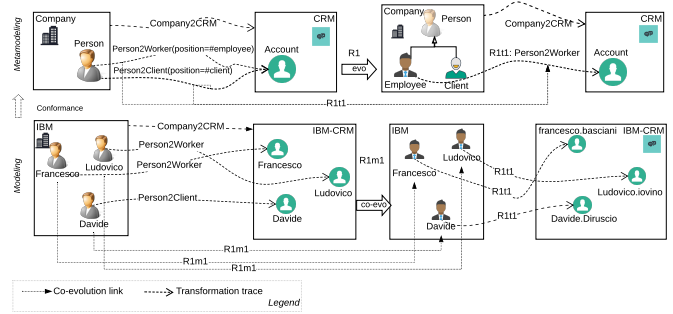 Metamodeling
Company
Person
Company2CRM
Person2Worker(position=#employee)
Person2Client(position=#client)
CRM
Account
R1
evo
Company
Person
Employee
Client
Company2CRM
R1t1: Person2Worker
CRM
Account
R1t1
Conformance
Modeling
IBM
Francesco
Ludovico
Davide
Company2CRM
Person2Worker
Person2Worker
Person2Client
IBM-CRM
Francesco
Ludovico
Davide
R1m1
co-evo
IBM
Francesco
Ludovico
Davide
R1t1
R1t1
R1t1
francesco.basciani
IBM-CRM
Ludovico.iovino
Davide.Diruscio
R1m1
R1m1
R1m1
Co-evolution link
Transformation trace
Legend